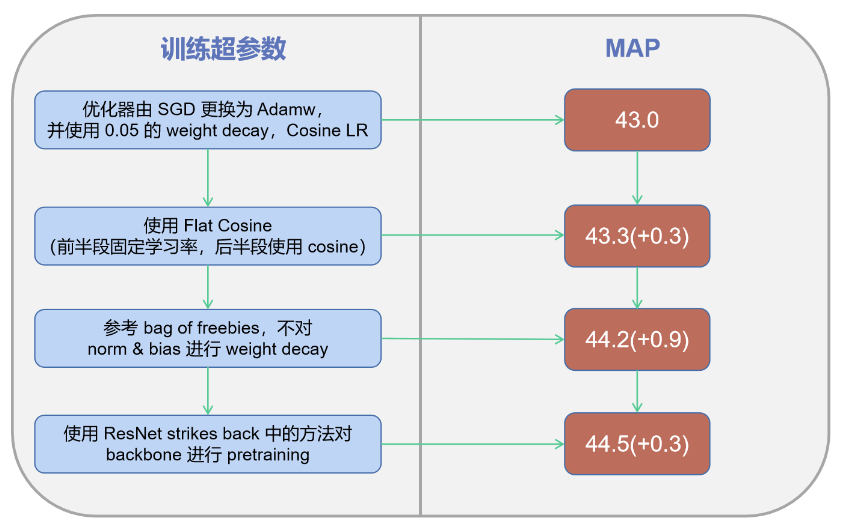 训练超参数
MAP
优化器由 SGD 更换为 Adamw，
并使用 0.05 的 weight decay，Cosine LR
43.0
使用 Flat Cosine
（前半段固定学习率，后半段使用 cosine）
43.3(+0.3)
参考 bag of freebies，不对
norm & bias 进行 weight decay
44.2(+0.9)
使用 ResNet strikes back 中的方法对
backbone 进行 pretraining
44.5(+0.3)